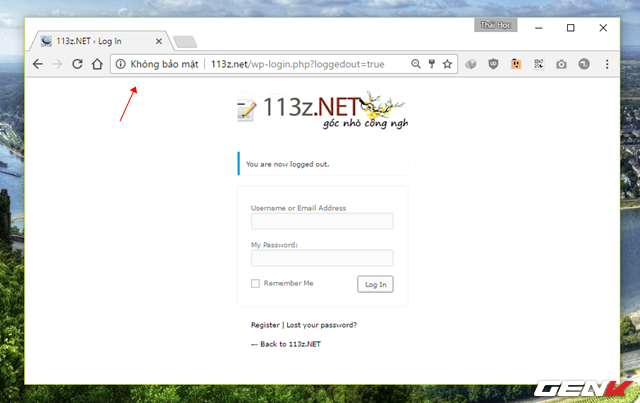 Thái Học
113z.NET ‹ Log In
Không bảo mật
113z.net/wp-login.php?loggedout=true
113z.NET
góc nhỏ công ngh
You are now logged out.
Username or Email Address
My Password:
Remember Me
Log In
Register | Lost your password?
← Back to 113z.NET
GENK